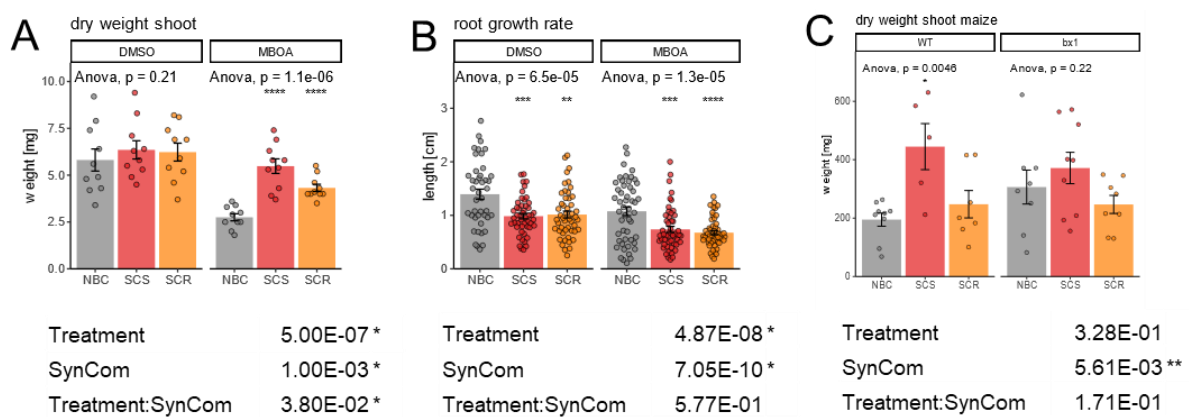 A dry weight shoot
DMSO MBOA
Anova, p = 0.21 Anova, p = 1.1e-06
**** ****
10.0
7.5
5.0
2.5
0.0
weight [mg]
NBC SCS SCR NBC SCS SCR
Treatment 5.00E-07 *
SynCom 1.00E-03 *
Treatment:SynCom 3.80E-02 *
B root growth rate
DMSO MBOA
Anova, p = 6.5e-05 Anova, p = 1.3e-05
*** ** *** ****
3
2
1
0
length [cm]
NBC SCS SCR NBC SCS SCR
Treatment 4.87E-08 *
SynCom 7.05E-10 *
Treatment:SynCom 5.77E-01
C dry weight shoot maize
WT bx1
Anova, p = 0.0046 Anova, p = 0.22
*
600
400
200
0
weight [mg]
NBC SCS SCR NBC SCS SCR
Treatment 3.28E-01
SynCom 5.61E-03 **
Treatment:SynCom 1.71E-01